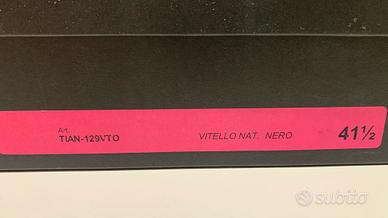 Art.
TIAN-129VTO VITELLO NAT. NERO 41½
subito